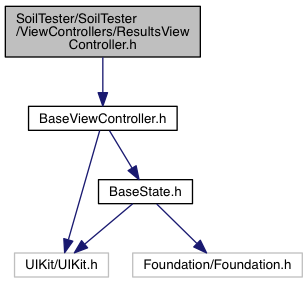 SoilTester/SoilTester
/ViewControllers/ResultsView
Controller.h
BaseViewController.h
BaseState.h
UIKit/UIKit.h
Foundation/Foundation.h